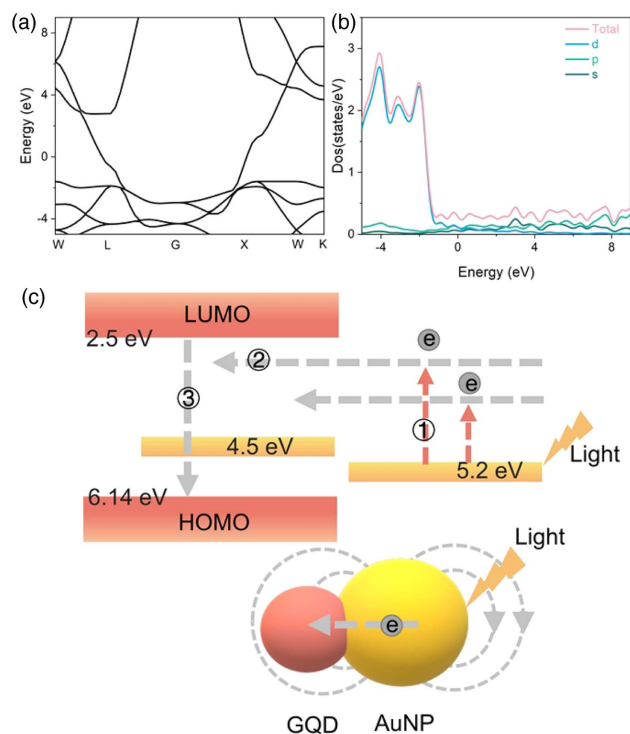 (a)
8
4
0
-4
Energy (eV)
W
L
G
X
W
K
(b)
Total
d
p
s
3
2
1
0
Dos(states/eV)
-4
0
4
8
Energy (eV)
(c)
LUMO
2.5 eV
e
②
e
③
①
4.5 eV
5.2 eV
Light
6.14 eV
HOMO
Light
e
GQD
AuNP